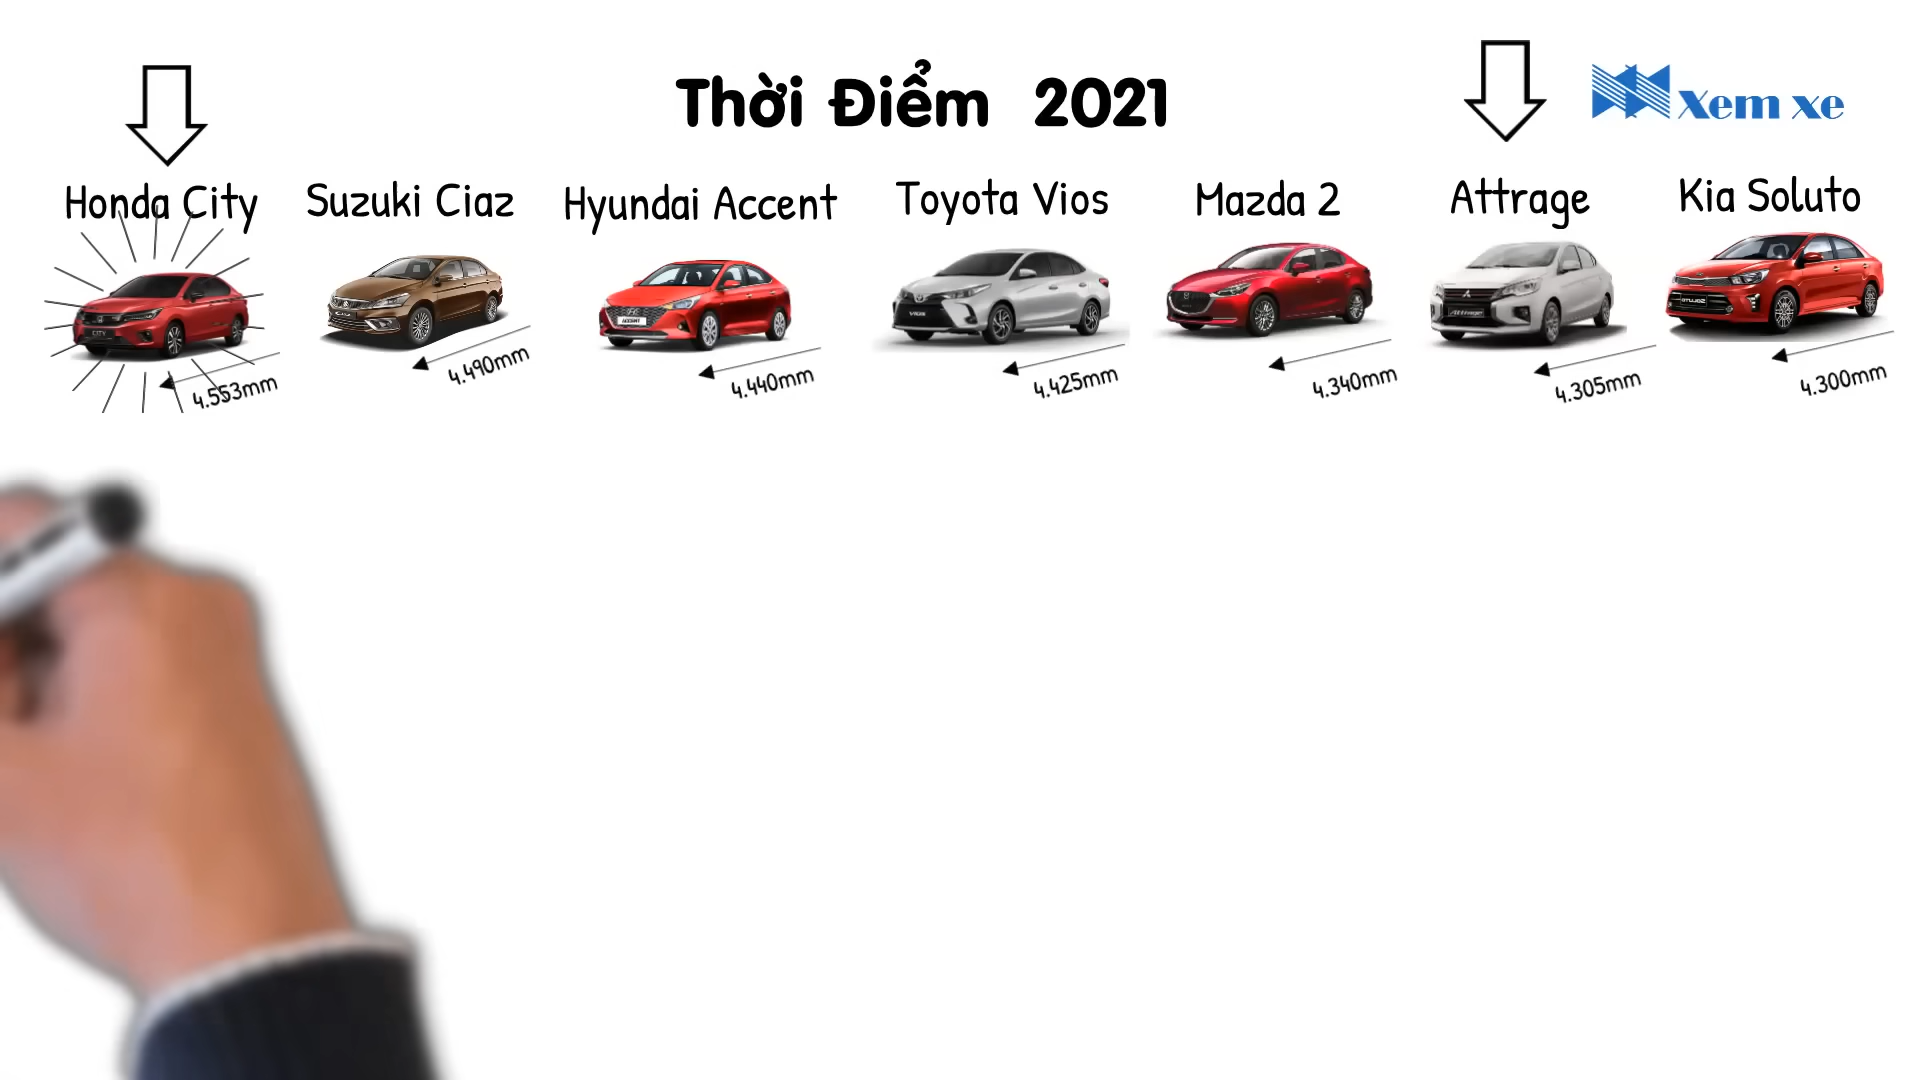 Thời Điểm 2021
Xem xe
Honda City
Suzuki Ciaz
Hyundai Accent
Toyota Vios
Mazda 2
Attrage
Kia Soluto
4.553mm
4.490mm
4.440mm
4.425mm
4.340mm
4.305mm
4.300mm